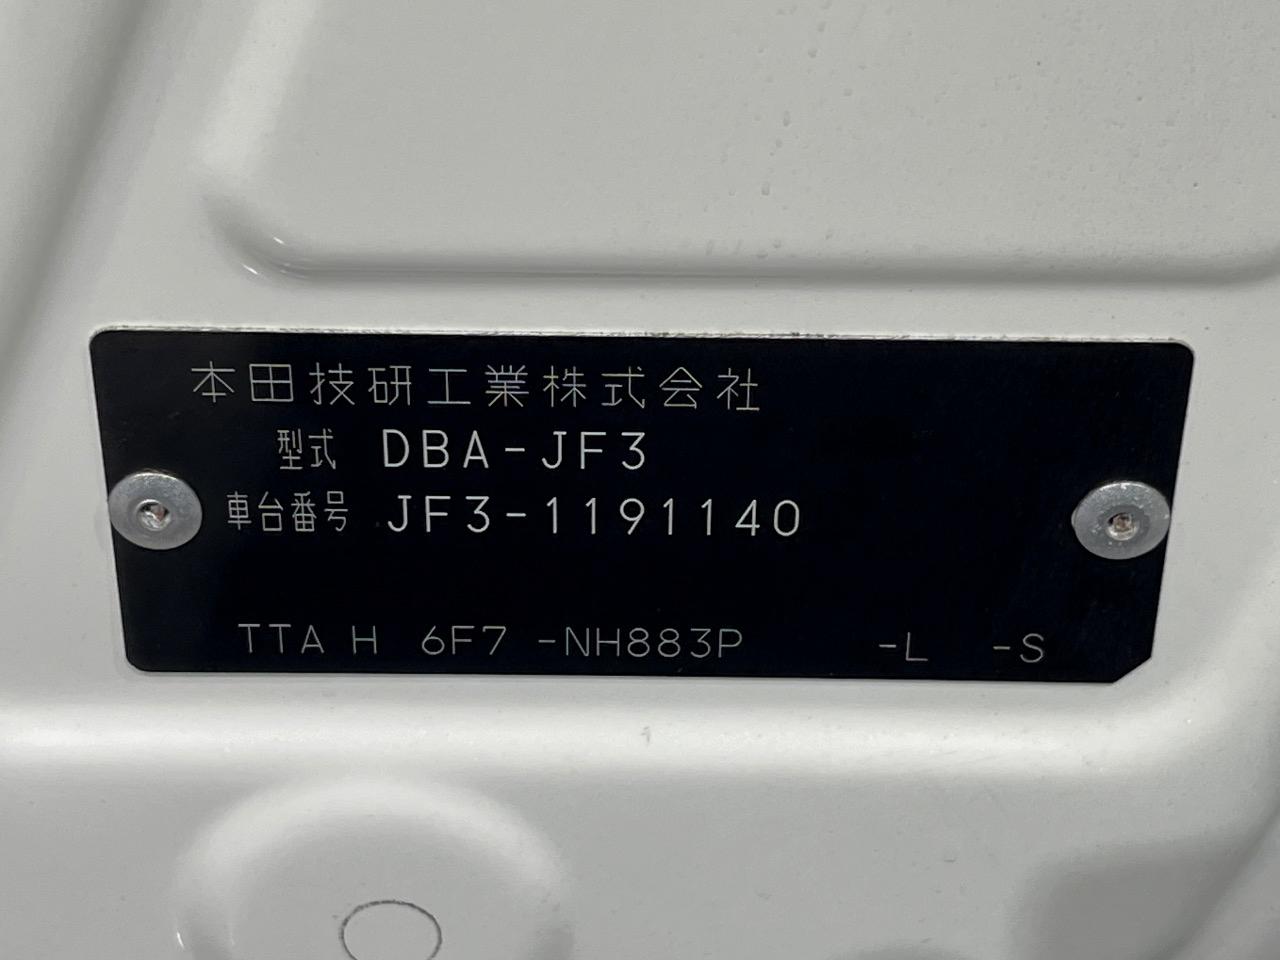 本田技研工業株式会社
型式 DBA-JF3
車台番号 JF3-1191140
TTA H 6F7 -NH883P -L -S